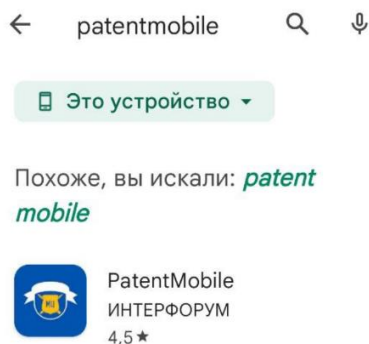 patentmobile
Это устройство
Похоже, вы искали: patent
mobile
PatentMobile
ИНТЕРФОРУМ
4,5★